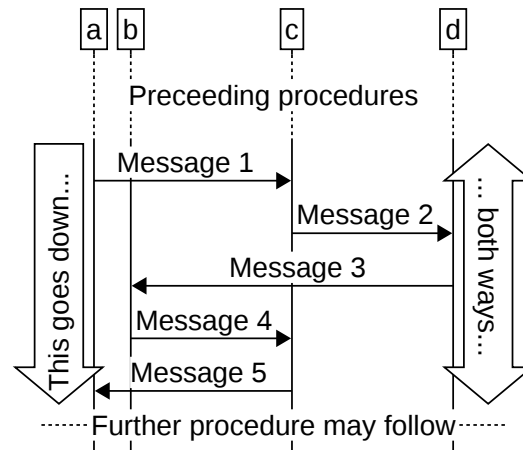 a b c d
Preceeding procedures
Message 1
Message 2
Message 3
Message 4
Message 5
This goes down...
... both ways...
Further procedure may follow